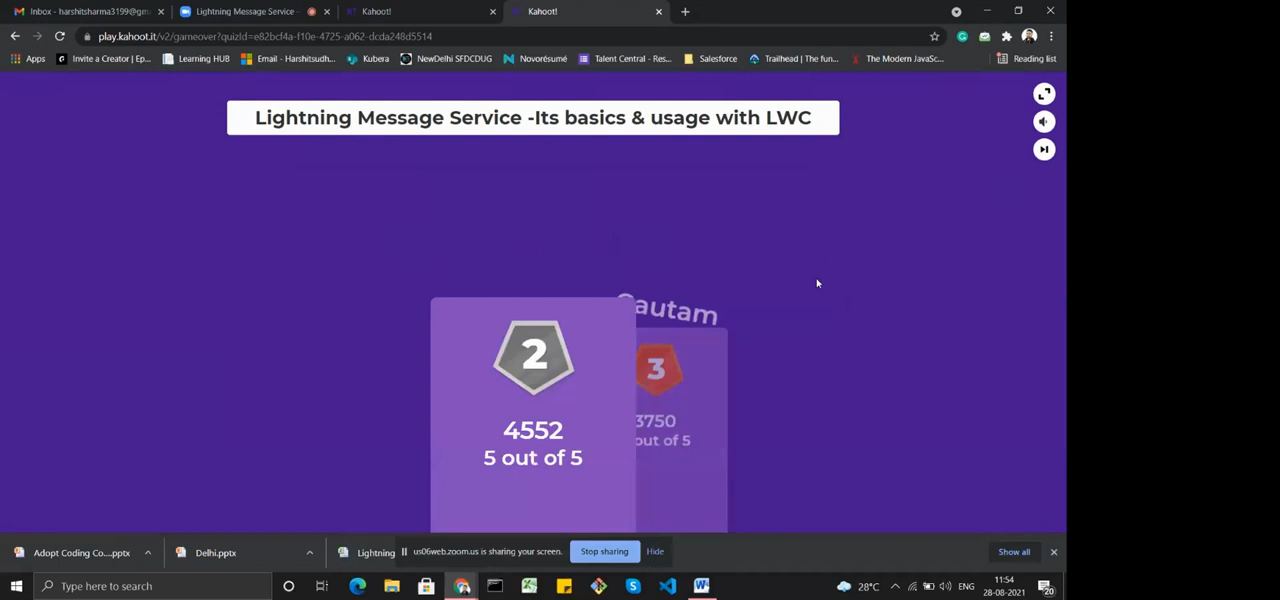 Inbox - harshitsharma3199@gm
Lightning Message Service -
Kahoot!
Kahoot!
play.kahoot.it/v2/gameover?quizId=e82bcf4a-f10e-4725-a062-dcda248d5514
Apps
Invite a Creator | Ep...
Learning HUB
Email - Harshitsudh...
Kubera
NewDelhi SFDCDUG
Novorésumé
Talent Central - Res...
Salesforce
Trailhead | The fun...
The Modern JavaSc...
Reading list
Lightning Message Service -Its basics & usage with LWC
Gautam
2
3
4552
3750
5 out of 5
out of 5
Adopt Coding Co....pptx
Delhi.pptx
Lightning
us06web.zoom.us is sharing your screen.
Stop sharing
Hide
Show all
Type here to search
28°C
ENG
11:54
28-08-2021
20